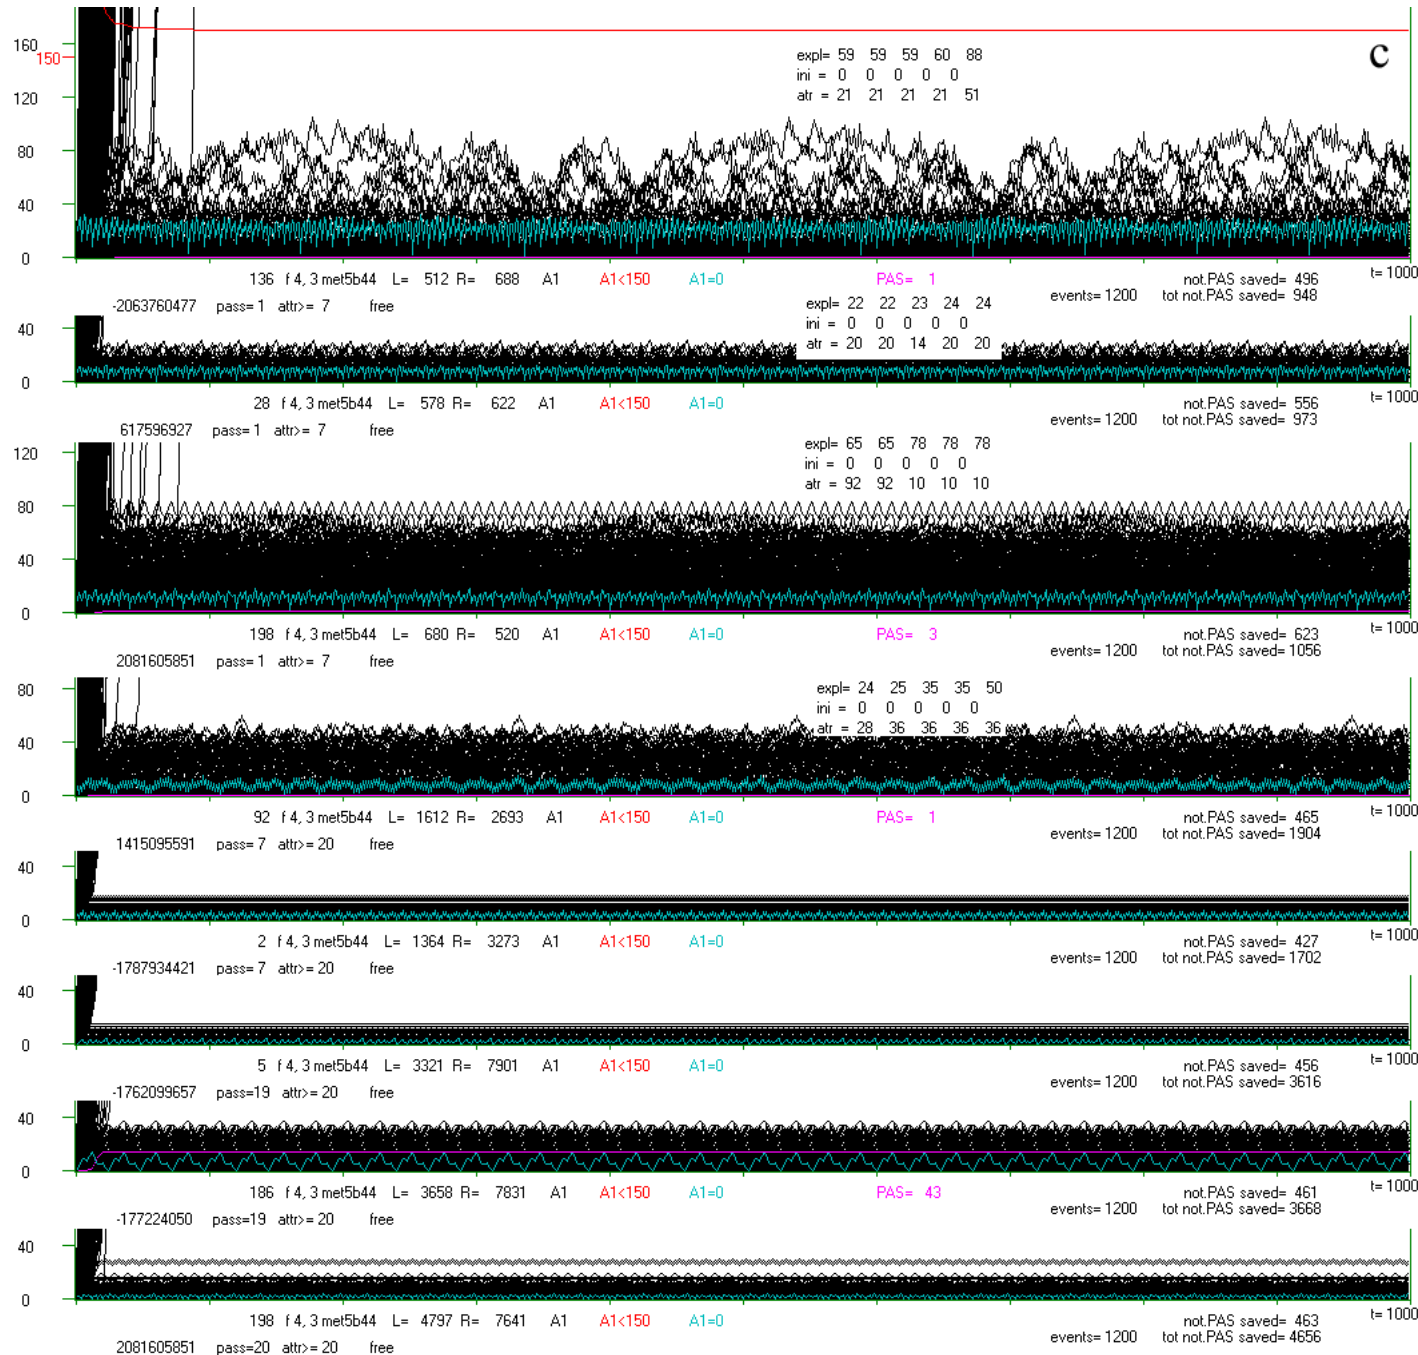 160
150
120
80
40
0
expl= 59 59 59 60 88
ini = 0 0 0 0 0
atr = 21 21 21 21 51
c
136 f 4, 3 met5b44 L= 512 R= 688 A1 A1<150 A1=0 PAS= 1 not.PAS saved= 496 t= 1000
-2063760477 pass= 1 attr>= 7 free events= 1200 tot not.PAS saved= 948
40
0
expl= 22 22 23 24 24
ini = 0 0 0 0 0
atr = 20 20 14 20 20
28 f 4, 3 met5b44 L= 578 R= 622 A1 A1<150 A1=0 not.PAS saved= 556 t= 1000
617596927 pass= 1 attr>= 7 free events= 1200 tot not.PAS saved= 973
120
80
40
0
expl= 65 65 78 78 78
ini = 0 0 0 0 0
atr = 92 92 10 10 10
198 f 4, 3 met5b44 L= 680 R= 520 A1 A1<150 A1=0 PAS= 3 not.PAS saved= 623 t= 1000
2081605851 pass= 1 attr>= 7 free events= 1200 tot not.PAS saved= 1056
80
40
0
expl= 24 25 35 35 50
ini = 0 0 0 0 0
atr = 28 36 36 36 36
92 f 4, 3 met5b44 L= 1612 R= 2693 A1 A1<150 A1=0 PAS= 1 not.PAS saved= 465 t= 1000
1415095591 pass= 7 attr>= 20 free events= 1200 tot not.PAS saved= 1904
40
0
2 f 4, 3 met5b44 L= 1364 R= 3273 A1 A1<150 A1=0 not.PAS saved= 427 t= 1000
-1787934421 pass= 7 attr>= 20 free events= 1200 tot not.PAS saved= 1702
40
0
5 f 4, 3 met5b44 L= 3321 R= 7901 A1 A1<150 A1=0 not.PAS saved= 456 t= 1000
-1762099657 pass=19 attr>= 20 free events= 1200 tot not.PAS saved= 3616
40
0
186 f 4, 3 met5b44 L= 3658 R= 7831 A1 A1<150 A1=0 PAS= 43 not.PAS saved= 461 t= 1000
-177224050 pass=19 attr>= 20 free events= 1200 tot not.PAS saved= 3668
40
0
198 f 4, 3 met5b44 L= 4797 R= 7641 A1 A1<150 A1=0 not.PAS saved= 463 t= 1000
2081605851 pass=20 attr>= 20 free events= 1200 tot not.PAS saved= 4656